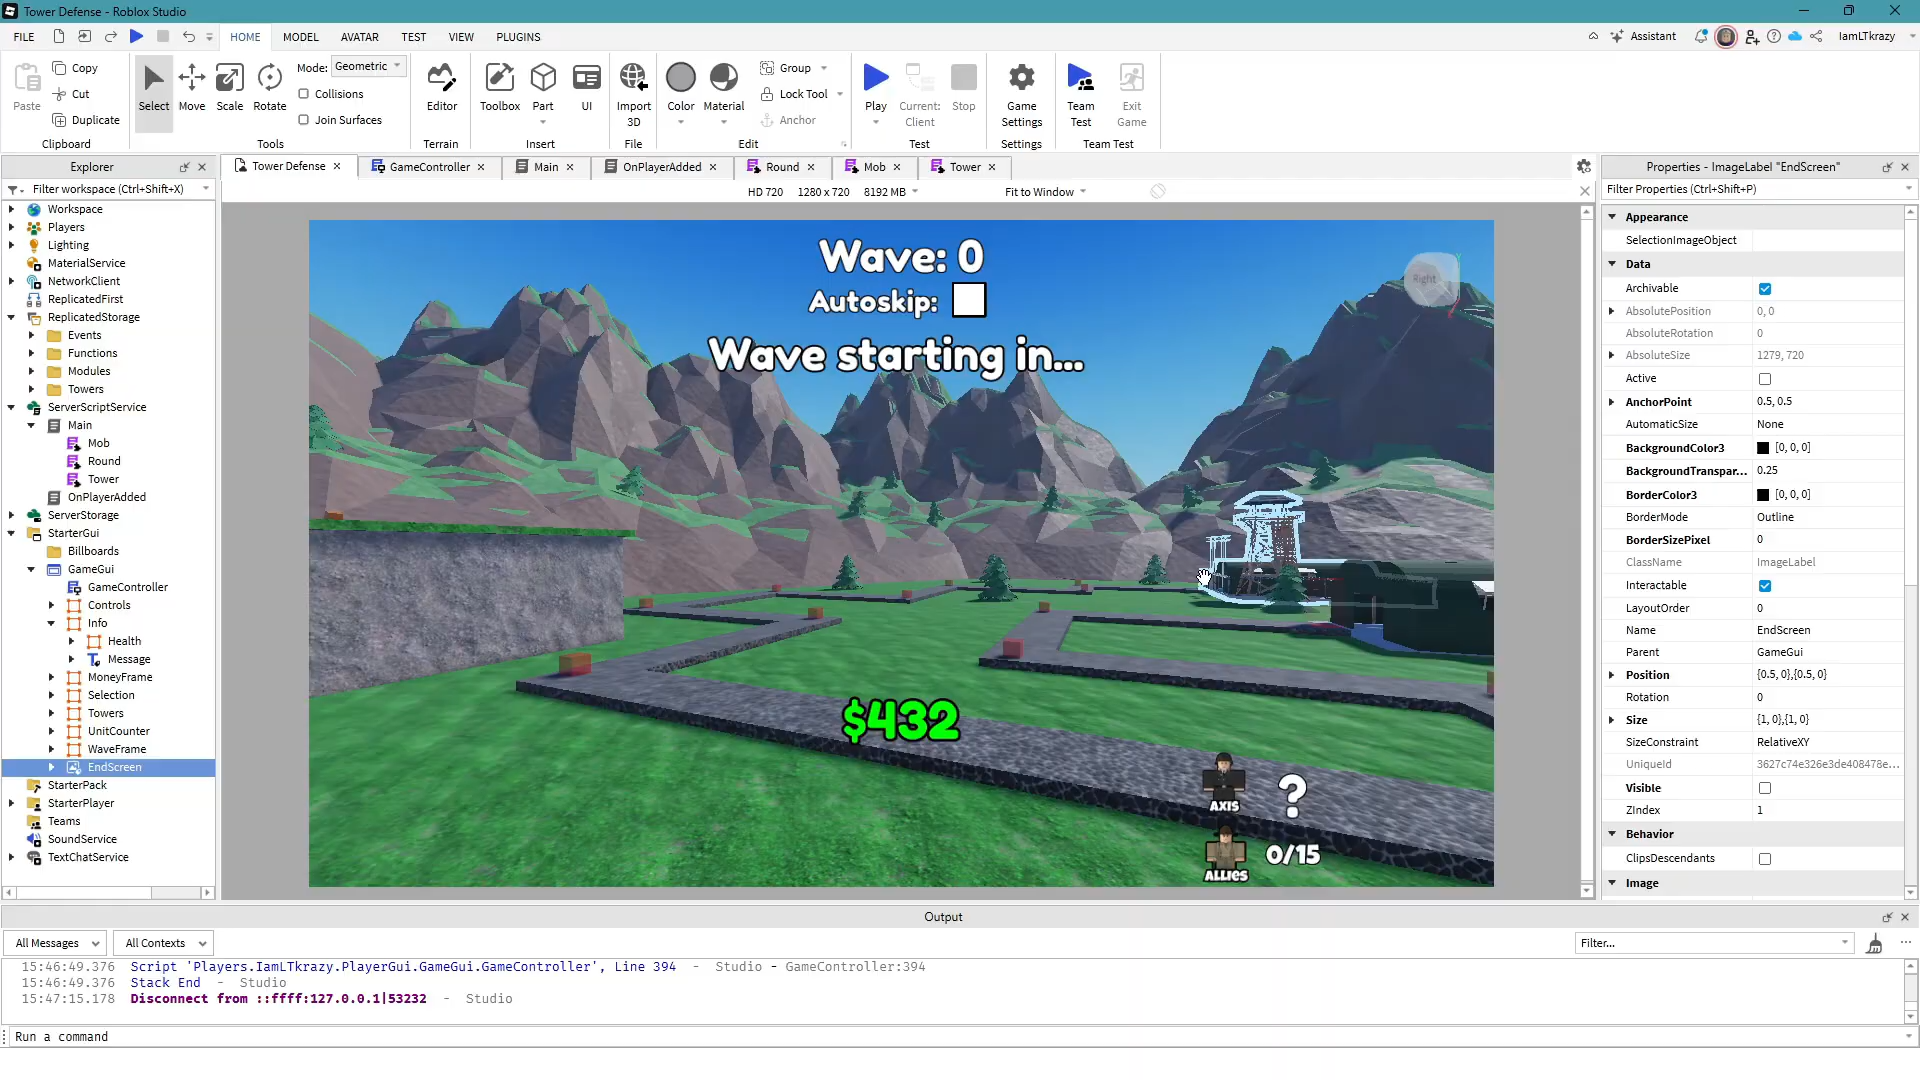 Tower Defense - Roblox Studio
FILE HOME MODEL AVATAR TEST VIEW PLUGINS Assistant IamLTkrazy
Paste Copy Cut Duplicate Clipboard
Select Move Scale Rotate Mode: Geometric Collisions Join Surfaces Tools
Editor Terrain
Toolbox Part UI Insert
Import 3D File
Color Material Group Lock Tool Anchor Edit
Play Current: Client Stop Test
Game Settings Settings
Team Test Exit Game Team Test
Explorer
Filter workspace (Ctrl+Shift+X)
Workspace
Players
Lighting
MaterialService
NetworkClient
ReplicatedFirst
ReplicatedStorage
Events
Functions
Modules
Towers
ServerScriptService
Main
Mob
Round
Tower
OnPlayerAdded
ServerStorage
StarterGui
Billboards
GameGui
GameController
Controls
Info
Health
Message
MoneyFrame
Selection
Towers
UnitCounter
WaveFrame
EndScreen
StarterPack
StarterPlayer
Teams
SoundService
TextChatService
Tower Defense GameController Main OnPlayerAdded Round Mob Tower
HD 720 1280 x 720 8192 MB Fit to Window
Wave: 0
Autoskip:
Wave starting in...
Right
$432
AXIS ?
ALLIES 0/15
Properties - ImageLabel "EndScreen"
Filter Properties (Ctrl+Shift+P)
Appearance
SelectionImageObject
Data
Archivable
AbsolutePosition 0, 0
AbsoluteRotation 0
AbsoluteSize 1279, 720
Active
AnchorPoint 0.5, 0.5
AutomaticSize None
BackgroundColor3 [0, 0, 0]
BackgroundTranspar... 0.25
BorderColor3 [0, 0, 0]
BorderMode Outline
BorderSizePixel 0
ClassName ImageLabel
Interactable
LayoutOrder 0
Name EndScreen
Parent GameGui
Position {0.5, 0},{0.5, 0}
Rotation 0
Size {1, 0},{1, 0}
SizeConstraint RelativeXY
UniqueId 3627c74e326e3de408478e...
Visible
ZIndex 1
Behavior
ClipsDescendants
Image
Output
All Messages All Contexts Filter...
15:46:49.376 Script 'Players.IamLTkrazy.PlayerGui.GameGui.GameController', Line 394 - Studio - GameController:394
15:46:49.376 Stack End - Studio
15:47:15.178 Disconnect from ::ffff:127.0.0.1|53232 - Studio
Run a command